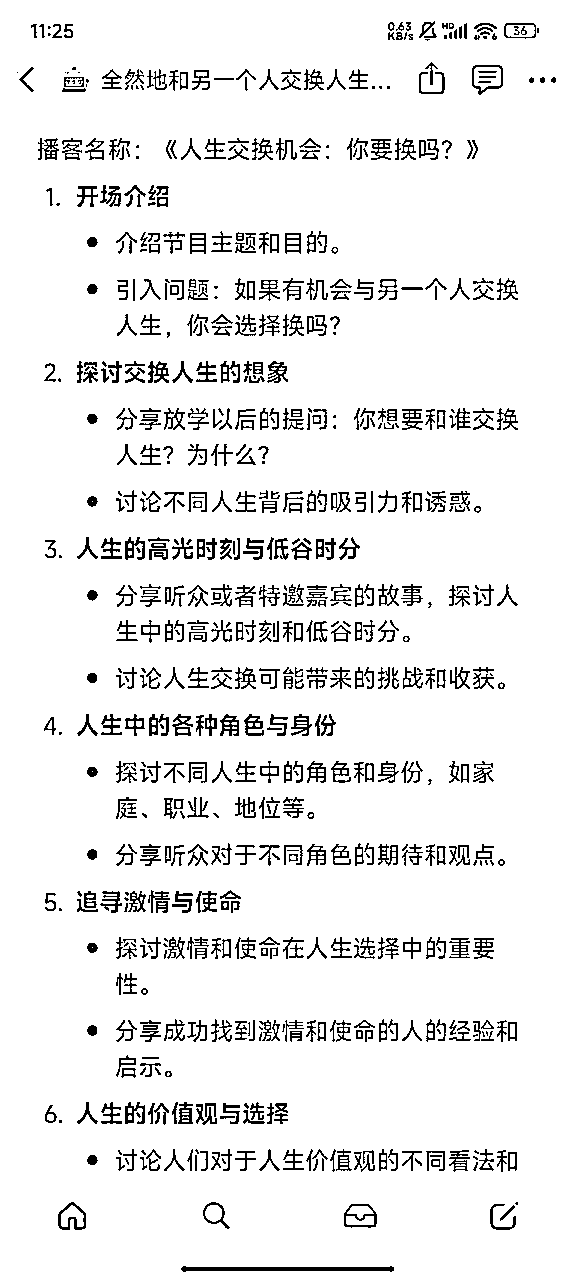 11:25
0.63 KB/s HD 36
全然地和另一个人交换人生...
播客名称：《人生交换机会：你要换吗？》
1. 开场介绍
• 介绍节目主题和目的。
• 引入问题：如果有机会与另一个人交换
人生，你会选择换吗？
2. 探讨交换人生的想象
• 分享放学以后的提问：你想要和谁交换
人生？为什么？
• 讨论不同人生背后的吸引力和诱惑。
3. 人生的高光时刻与低谷时分
• 分享听众或者特邀嘉宾的故事，探讨人
生中的高光时刻和低谷时分。
• 讨论人生交换可能带来的挑战和收获。
4. 人生中的各种角色与身份
• 探讨不同人生中的角色和身份，如家
庭、职业、地位等。
• 分享听众对于不同角色的期待和观点。
5. 追寻激情与使命
• 探讨激情和使命在人生选择中的重要
性。
• 分享成功找到激情和使命的人的经验和
启示。
6. 人生的价值观与选择
• 讨论人们对于人生价值观的不同看法和